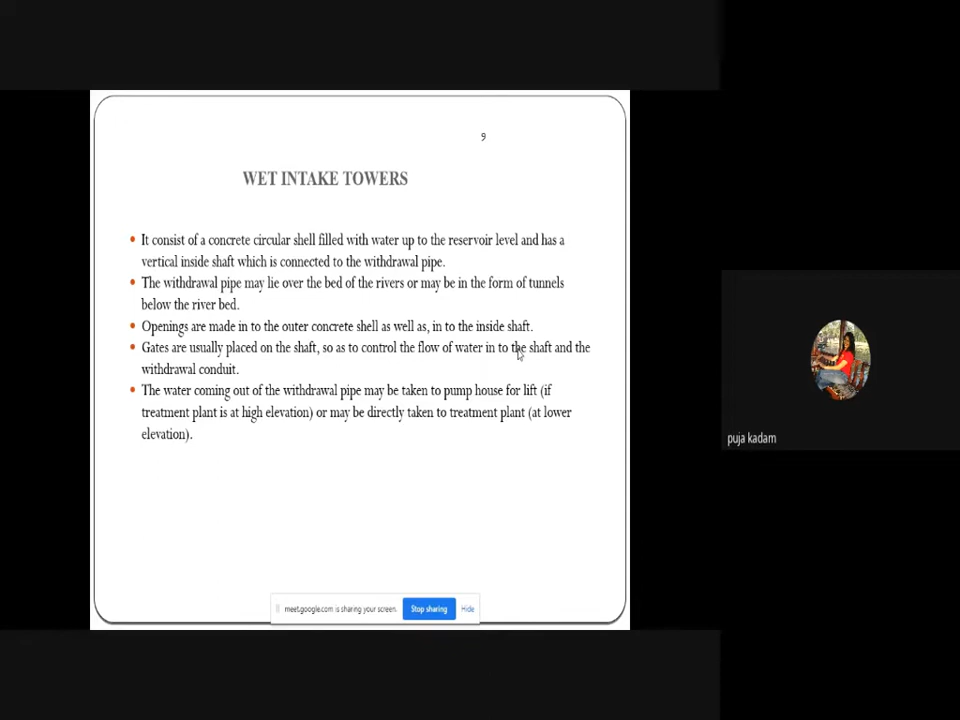 9
WET INTAKE TOWERS
• It consist of a concrete circular shell filled with water up to the reservoir level and has a
vertical inside shaft which is connected to the withdrawal pipe.
• The withdrawal pipe may lie over the bed of the rivers or may be in the form of tunnels
below the river bed.
• Openings are made in to the outer concrete shell as well as, in to the inside shaft.
• Gates are usually placed on the shaft, so as to control the flow of water in to the shaft and the
withdrawal conduit.
• The water coming out of the withdrawal pipe may be taken to pump house for lift (if
treatment plant is at high elevation) or may be directly taken to treatment plant (at lower
elevation).
puja kadam
meet.google.com is sharing your screen. Stop sharing Hide